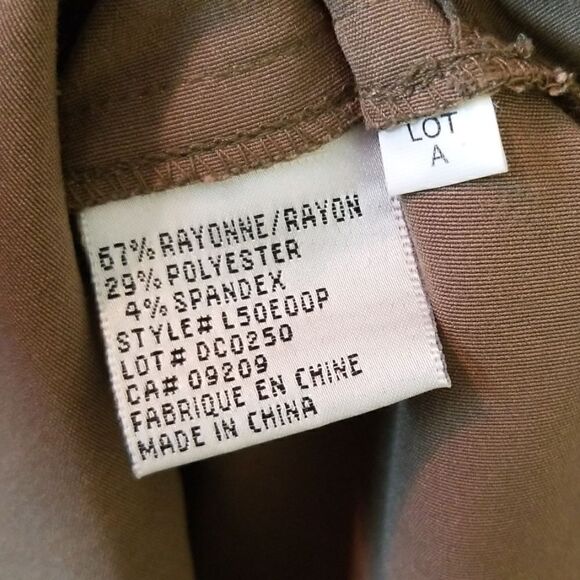 LOT
A
67% RAYONNE/RAYON
29% POLYESTER
4% SPANDEX
STYLE# L50E00P
LOT# DC0250
CA# 09209
FABRIQUE EN CHINE
MADE IN CHINA